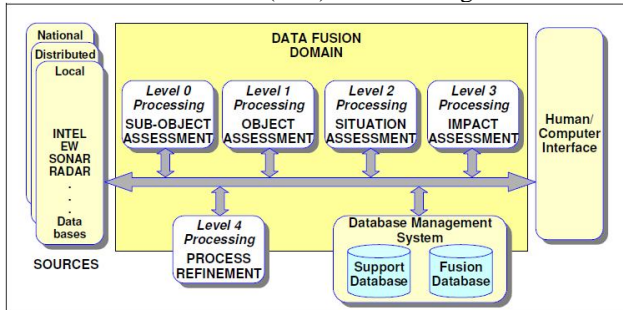 National
Distributed
Local
INTEL
EW
SONAR
RADAR
.
.
.
Data
bases
SOURCES
DATA FUSION
DOMAIN
Level 0
Processing
SUB-OBJECT
ASSESSMENT
Level 1
Processing
OBJECT
ASSESSMENT
Level 2
Processing
SITUATION
ASSESSMENT
Level 3
Processing
IMPACT
ASSESSMENT
Level 4
Processing
PROCESS
REFINEMENT
Database Management
System
Support
Database
Fusion
Database
Human/
Computer
Interface